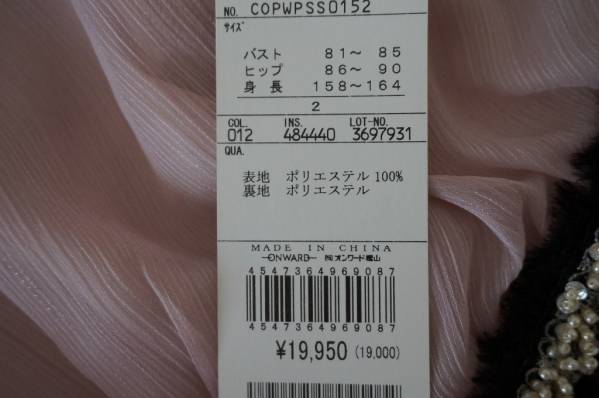 NO. COPWPSS0152
サイズ
バスト 81～ 85
ヒップ 86～ 90
身長 158～164
2
COL. INS. LOT-NO.
012 484440 3697931
QUA.
表地 ポリエステル100%
裏地 ポリエステル
MADE IN CHINA
ONWARD ㈱オンワード樫山
4547364969087
4547364969087
¥19,950 (19,000)